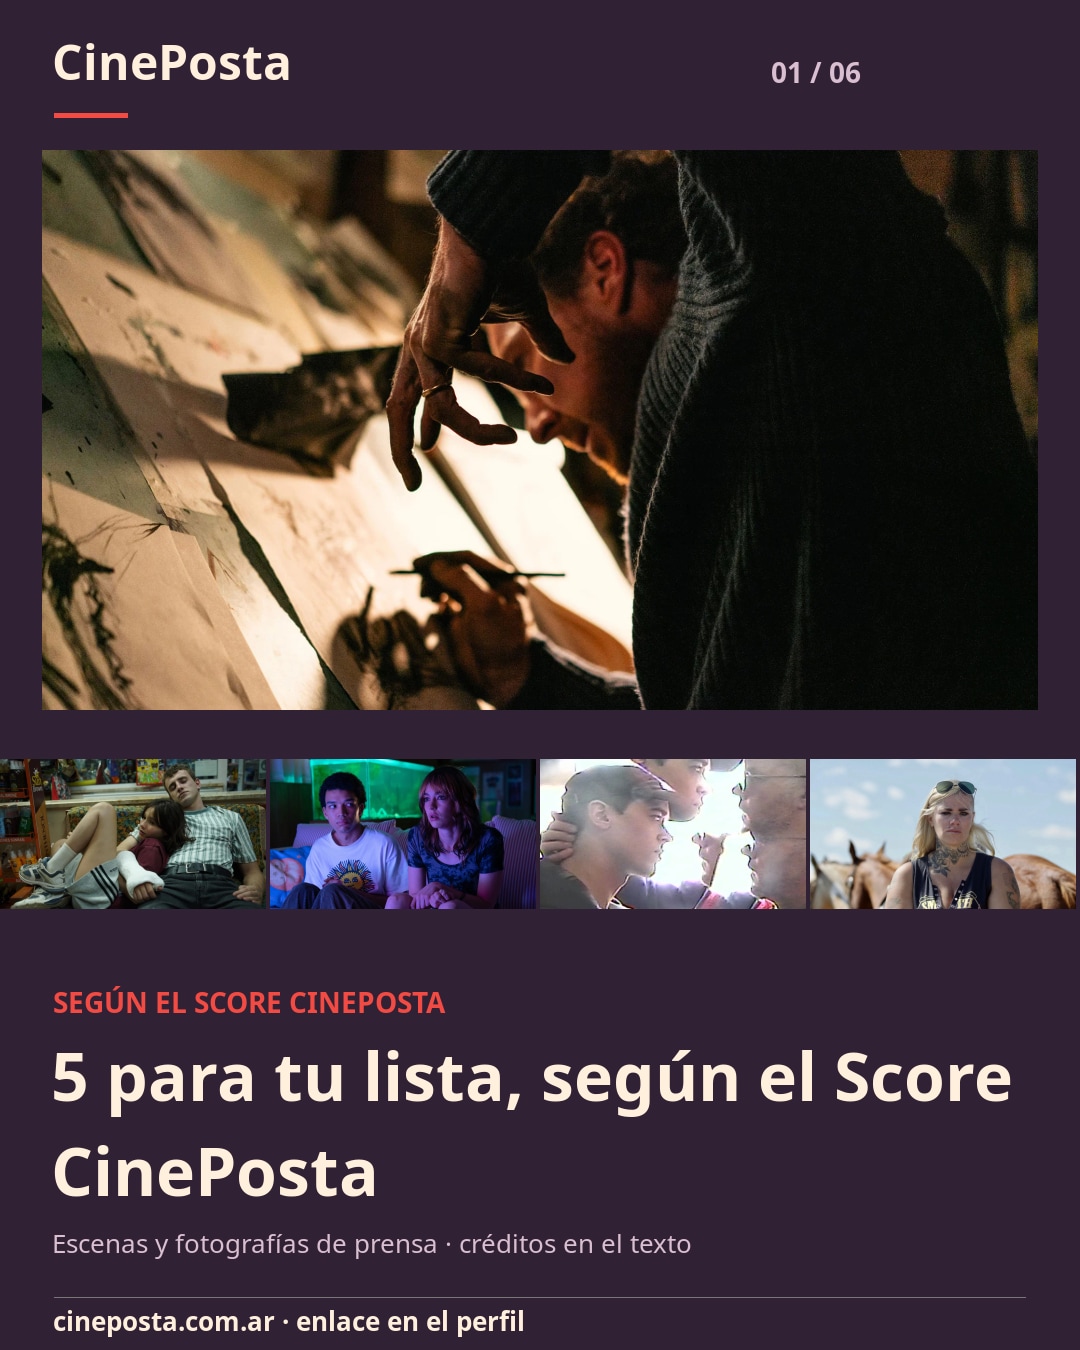 CinePosta
01 / 06
SEGÚN EL SCORE CINEPOSTA
5 para tu lista, según el Score
CinePosta
Escenas y fotografías de prensa · créditos en el texto
cineposta.com.ar · enlace en el perfil